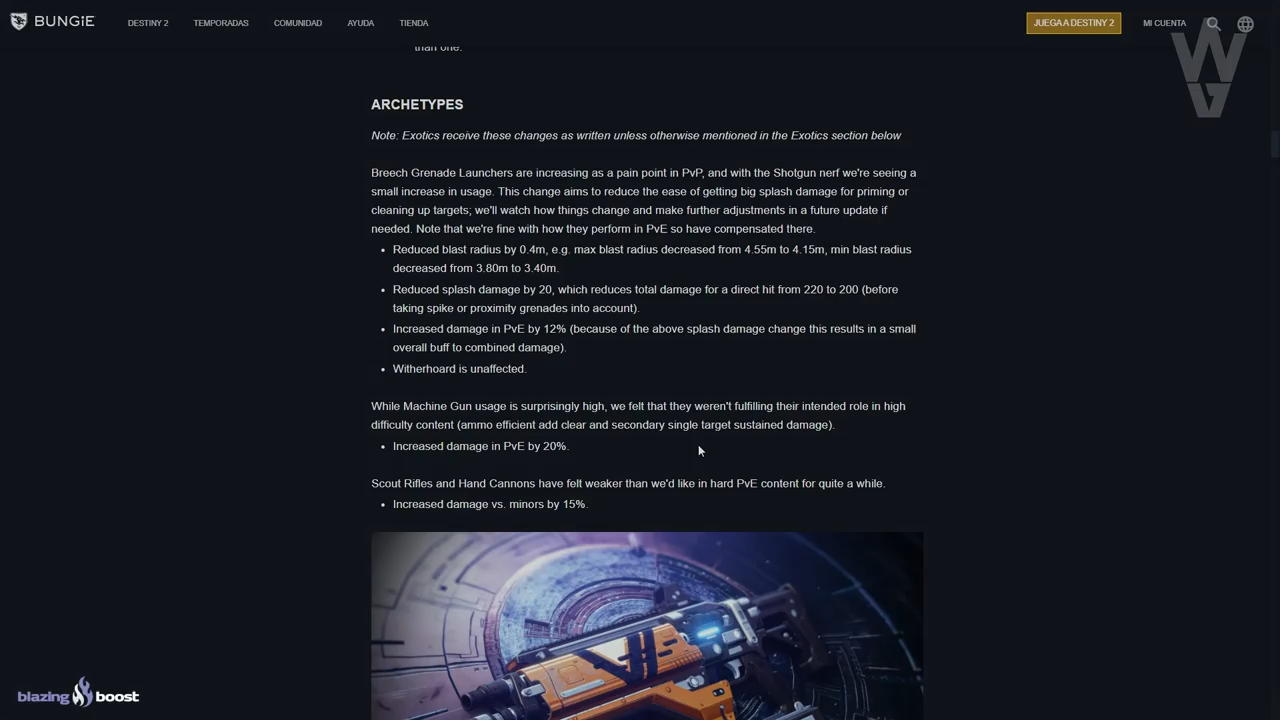 BUNGiE
DESTINY 2
TEMPORADAS
COMUNIDAD
AYUDA
TIENDA
JUEGA A DESTINY 2
MI CUENTA
than one.
ARCHETYPES
Note: Exotics receive these changes as written unless otherwise mentioned in the Exotics section below
Breech Grenade Launchers are increasing as a pain point in PvP, and with the Shotgun nerf we're seeing a
small increase in usage. This change aims to reduce the ease of getting big splash damage for priming or
cleaning up targets; we'll watch how things change and make further adjustments in a future update if
needed. Note that we're fine with how they perform in PvE so have compensated there.
• Reduced blast radius by 0.4m, e.g. max blast radius decreased from 4.55m to 4.15m, min blast radius
decreased from 3.80m to 3.40m.
• Reduced splash damage by 20, which reduces total damage for a direct hit from 220 to 200 (before
taking spike or proximity grenades into account).
• Increased damage in PvE by 12% (because of the above splash damage change this results in a small
overall buff to combined damage).
• Witherhoard is unaffected.
While Machine Gun usage is surprisingly high, we felt that they weren't fulfilling their intended role in high
difficulty content (ammo efficient add clear and secondary single target sustained damage).
• Increased damage in PvE by 20%.
Scout Rifles and Hand Cannons have felt weaker than we'd like in hard PvE content for quite a while.
• Increased damage vs. minors by 15%.
blazing boost